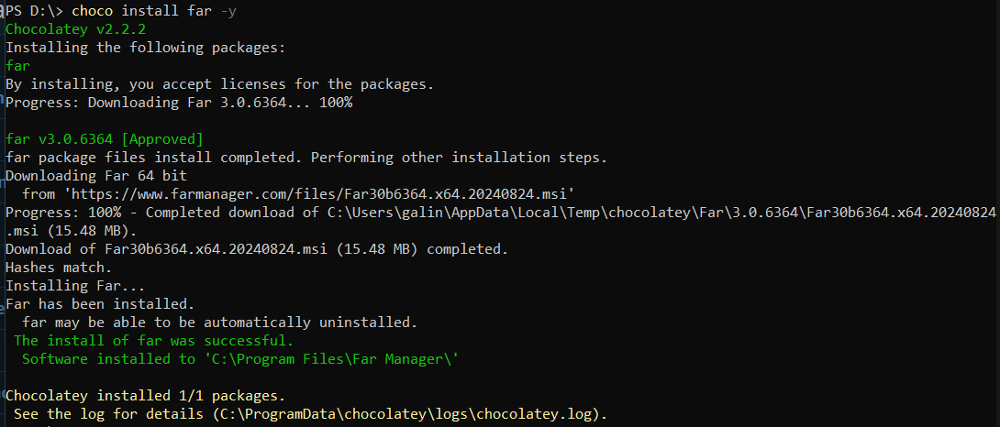 PS D:\> choco install far -y
Chocolatey v2.2.2
Installing the following packages:
far
By installing, you accept licenses for the packages.
Progress: Downloading Far 3.0.6364... 100%
far v3.0.6364 [Approved]
far package files install completed. Performing other installation steps.
Downloading Far 64 bit
  from 'https://www.farmanager.com/files/Far30b6364.x64.20240824.msi'
Progress: 100% - Completed download of C:\Users\galin\AppData\Local\Temp\chocolatey\Far\3.0.6364\Far30b6364.x64.20240824
.msi (15.48 MB).
Download of Far30b6364.x64.20240824.msi (15.48 MB) completed.
Hashes match.
Installing Far...
Far has been installed.
  far may be able to be automatically uninstalled.
 The install of far was successful.
  Software installed to 'C:\Program Files\Far Manager\'
Chocolatey installed 1/1 packages.
 See the log for details (C:\ProgramData\chocolatey\logs\chocolatey.log).